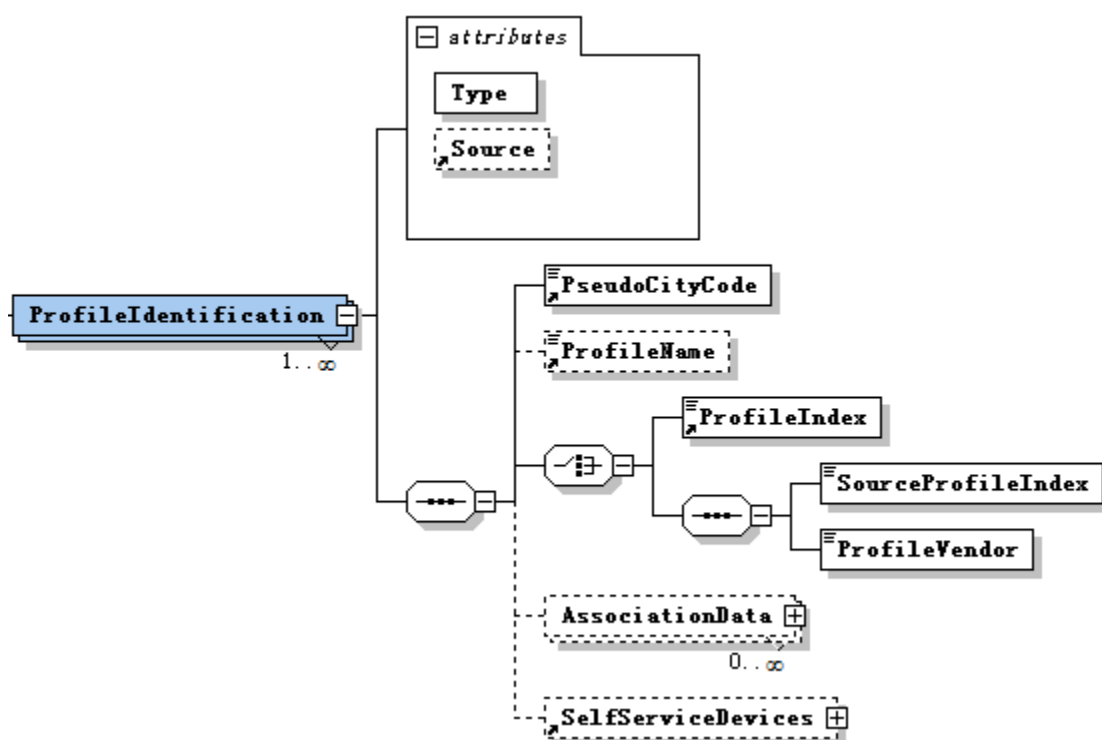 attributes
Type
Source
PseudoCityCode
ProfileIdentification
1..∞
ProfileName
ProfileIndex
SourceProfileIndex
ProfileVendor
AssociationData
0..∞
SelfServiceDevices